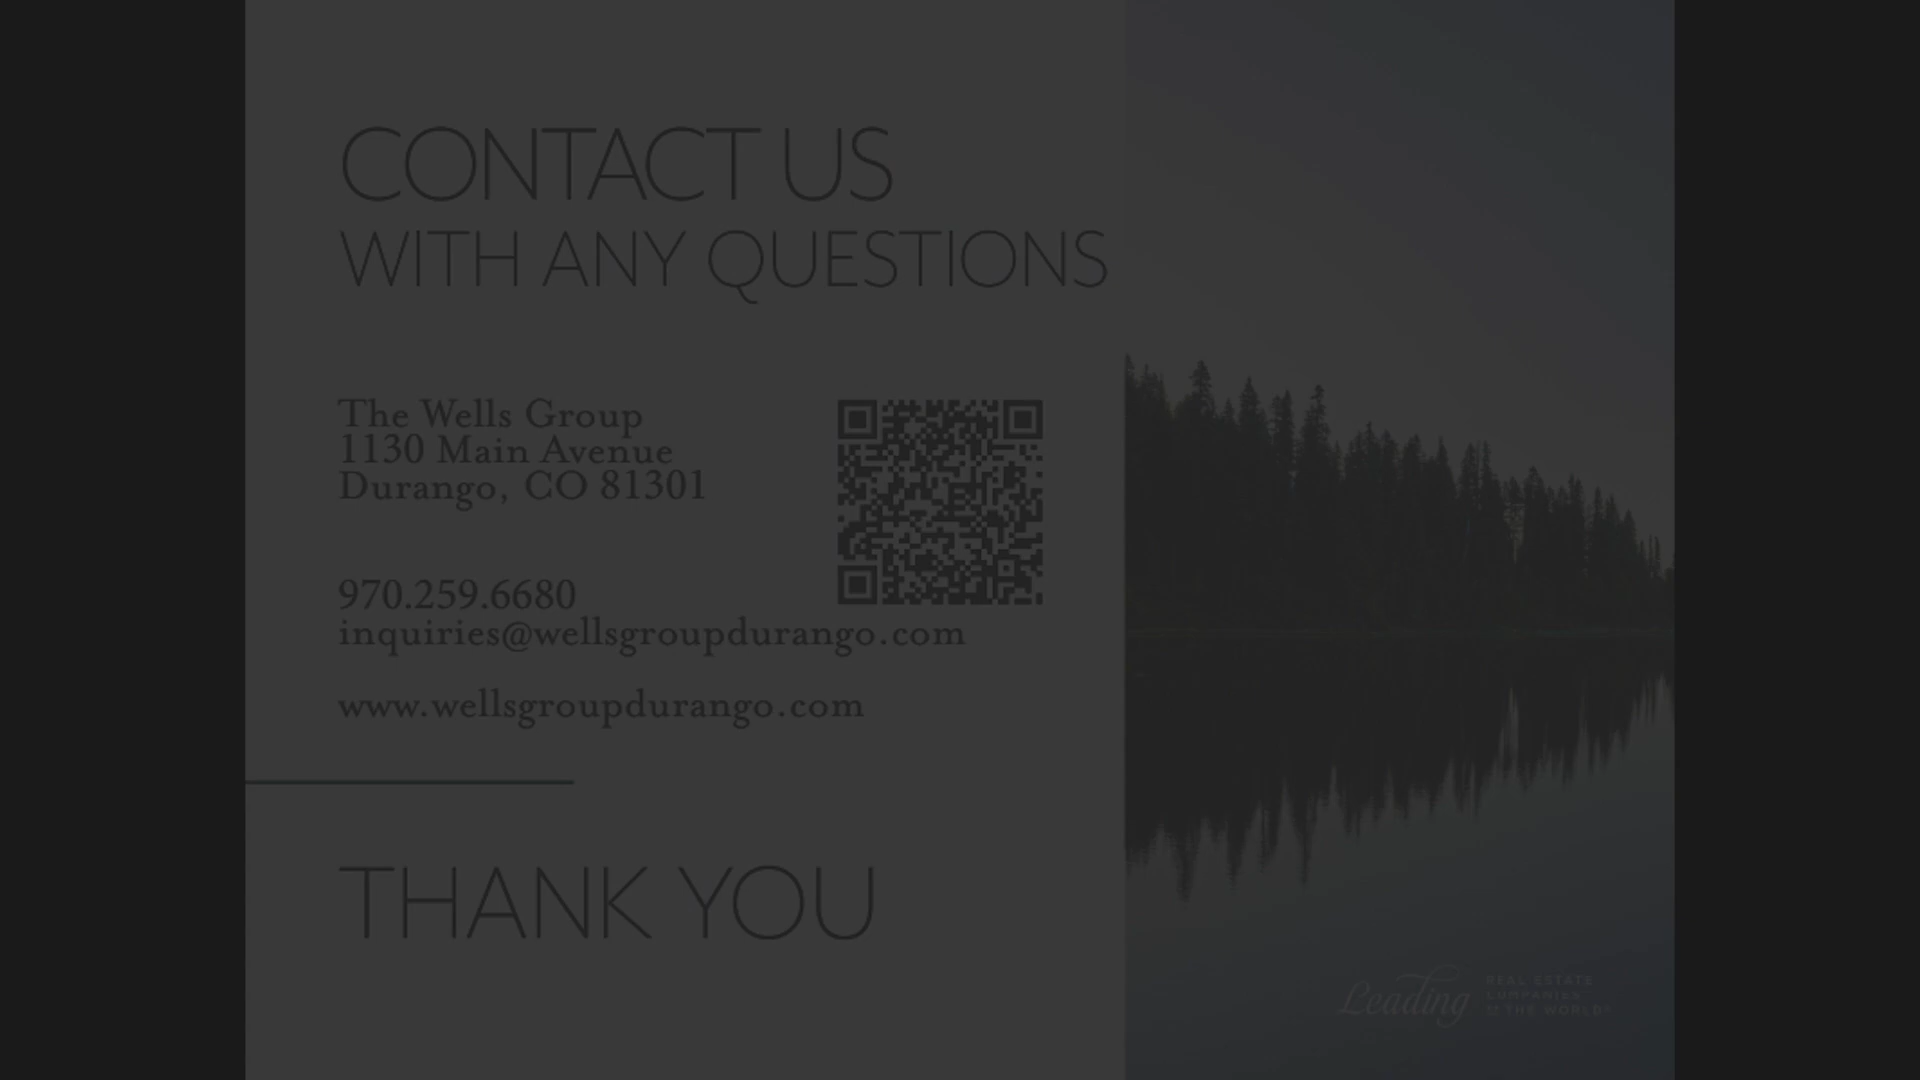 CONTACT US
WITH ANY QUESTIONS
The Wells Group
1130 Main Avenue
Durango, CO 81301
970.259.6680
inquiries@wellsgroupdurango.com
www.wellsgroupdurango.com
THANK YOU
Leading
REAL ESTATE
COMPANIES
OF THE WORLD